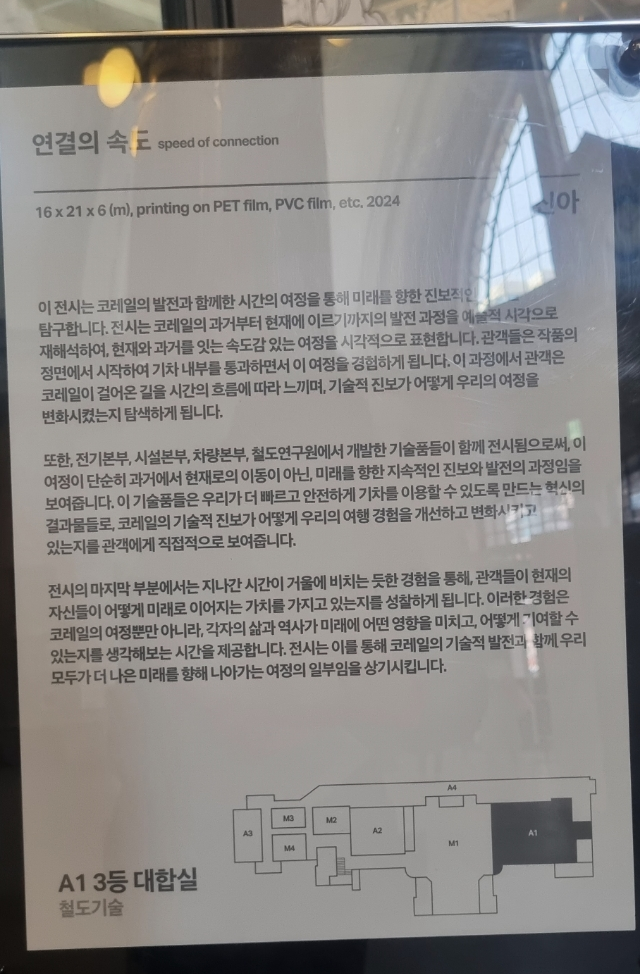 연결의 속도 speed of connection
16 x 21 x 6 (m), printing on PET film, PVC film, etc, 2024
이 전시는 코레일의 발전과 함께한 시간의 여정을 통해 미래를 향한 진보적인
탐구합니다. 전시는 코레일의 과거부터 현재에 이르기까지의 발전 과정을 예술적 시각으로
재해석하여, 현재와 과거를 잇는 속도감 있는 여정을 시각적으로 표현합니다. 관객들은 작품의
정면에서 시작하여 기차 내부를 통과하면서 이 여정을 경험하게 됩니다. 이 과정에서 관객은
코레일이 걸어온 길을 시간의 흐름에 따라 느끼며, 기술적 진보가 어떻게 우리의 여정을
변화시켰는지 탐색하게 됩니다.
또한, 전기본부, 시설본부, 차량본부, 철도연구원에서 개발한 기술품들이 함께 전시됨으로써, 이
여정이 단순히 과거에서 현재로의 이동이 아닌, 미래를 향한 지속적인 진보와 발전의 과정임을
보여줍니다. 이 기술품들은 우리가 더 빠르고 안전하게 기차를 이용할 수 있도록 만드는 혁신의
결과물들로, 코레일의 기술적 진보가 어떻게 우리의 여행 경험을 개선하고 변화시키고
있는지를 관객에게 직접적으로 보여줍니다.
전시의 마지막 부분에서는 지나간 시간이 거울에 비치는 듯한 경험을 통해, 관객들이 현재의
자신들이 어떻게 미래로 이어지는 가치를 가지고 있는지를 성찰하게 됩니다. 이러한 경험은
코레일의 여정뿐만 아니라, 각자의 삶과 역사가 미래에 어떤 영향을 미치고, 어떻게 기여할 수
있는지를 생각해보는 시간을 제공합니다. 전시는 이를 통해 코레일의 기술적 발전과 함께 우리
모두가 더 나은 미래를 향해 나아가는 여정의 일부임을 상기시킵니다.
A4
A3
M3
M2
A2
M4
M1
A1
A1 3등 대합실
철도기술